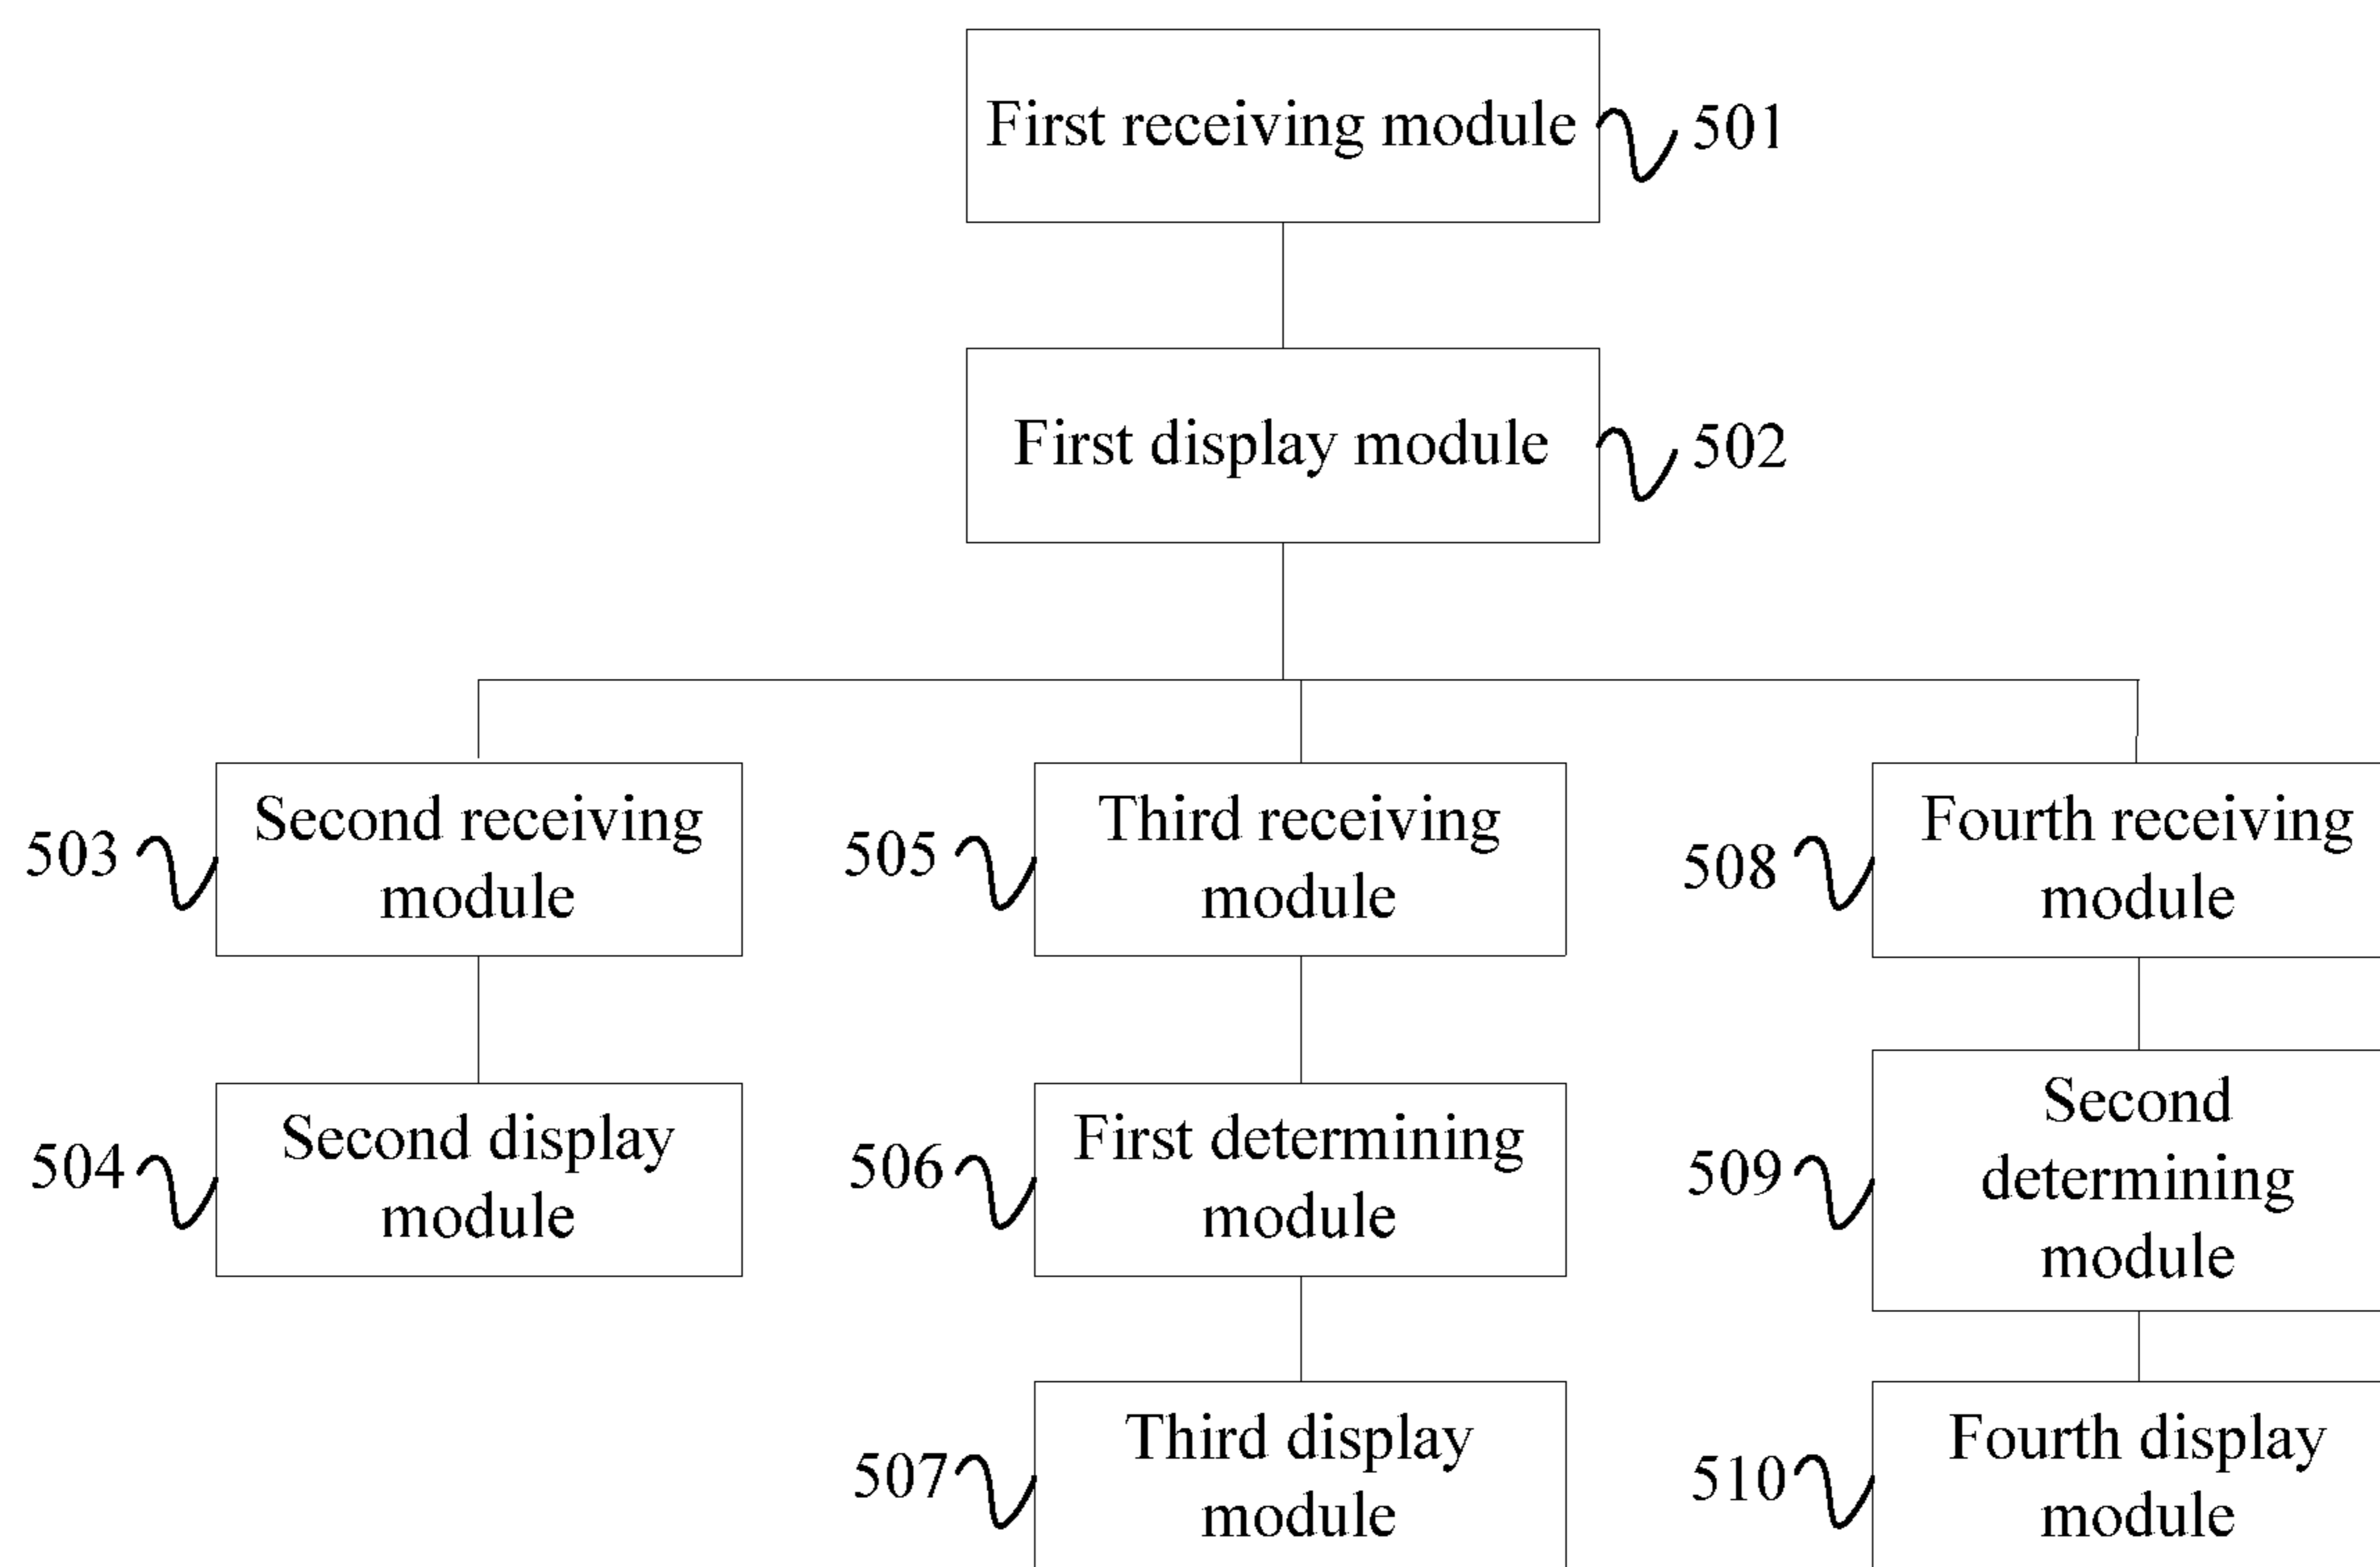 First receiving module
501
First display module
502
503
Second receiving
module
505
Third receiving
module
508
Fourth receiving
module
504
Second display
module
506
First determining
module
509
Second
determining
module
507
Third display
module
510
Fourth display
module